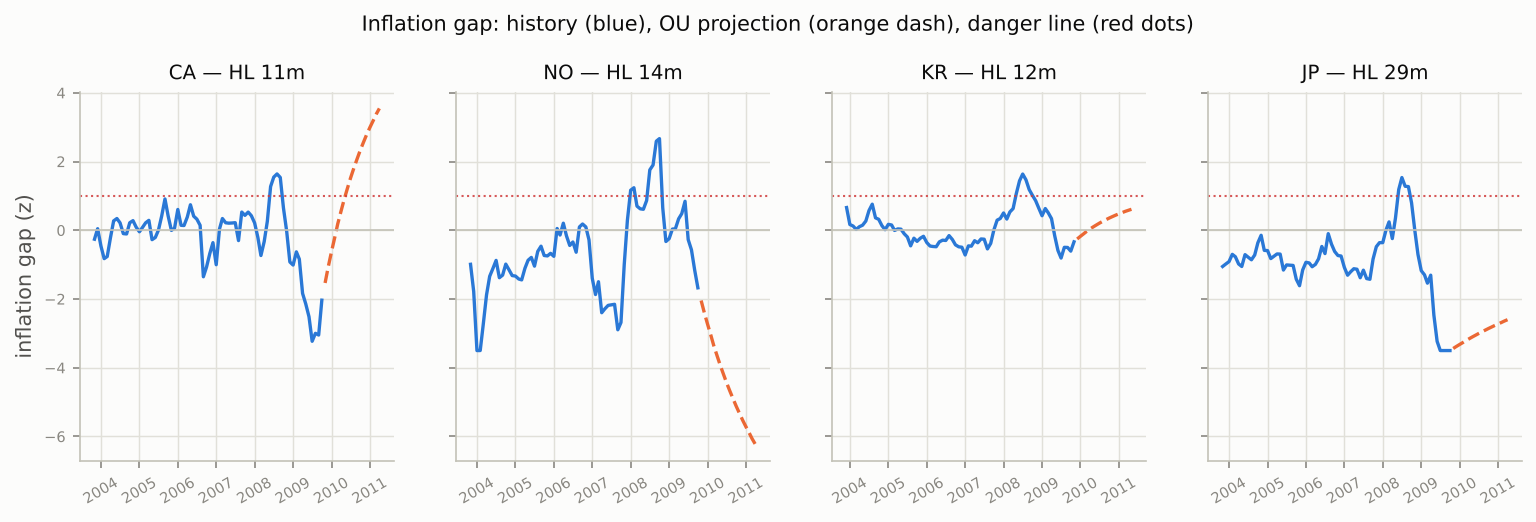 Inflation gap: history (blue), OU projection (orange dash), danger line (red dots)
CA — HL 11m
NO — HL 14m
KR — HL 12m
JP — HL 29m
inflation gap (z)
4
2
0
−2
−4
−6
2004 2005 2006 2007 2008 2009 2010 2011
2004 2005 2006 2007 2008 2009 2010 2011
2004 2005 2006 2007 2008 2009 2010 2011
2004 2005 2006 2007 2008 2009 2010 2011